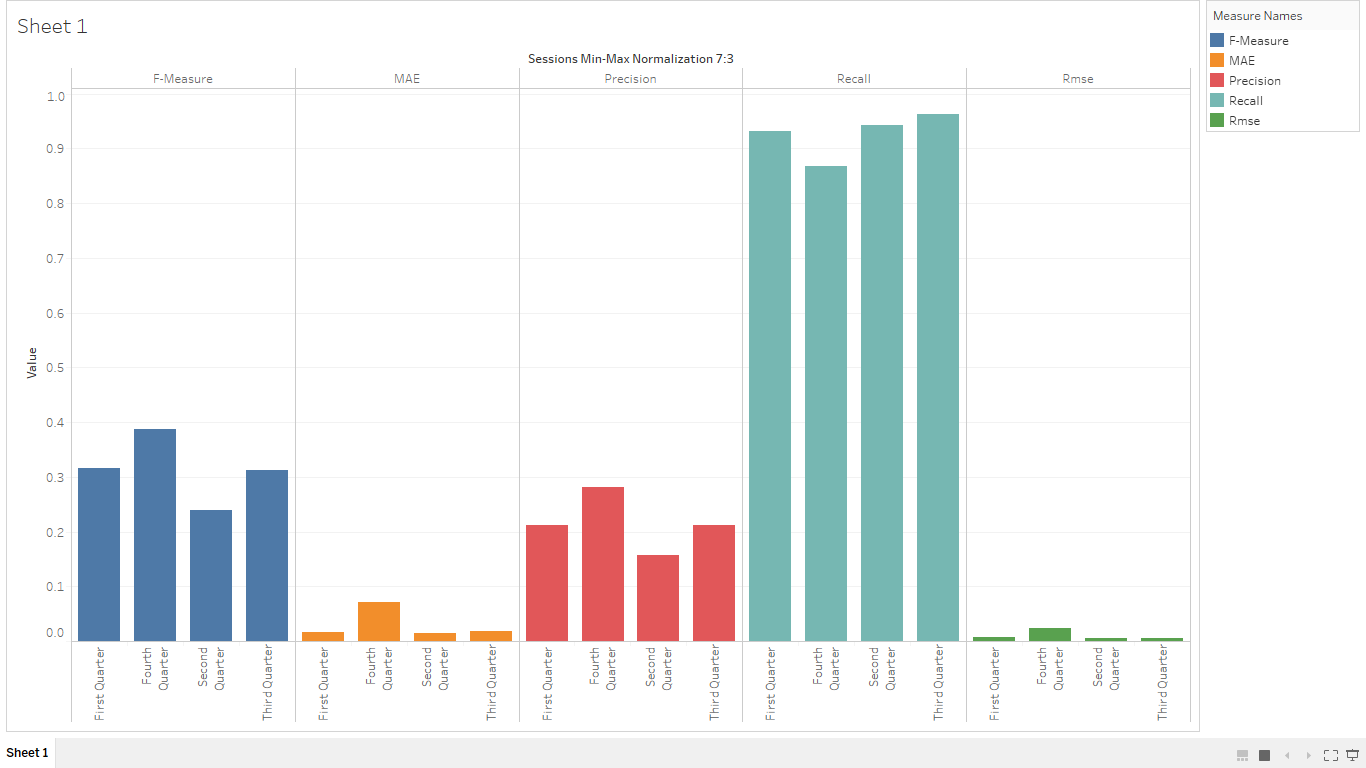 Sheet 1
Sessions Min-Max Normalization 7:3
F-Measure
MAE
Precision
Recall
Rmse
Value
1.0
0.9
0.8
0.7
0.6
0.5
0.4
0.3
0.2
0.1
0.0
First Quarter
Fourth
Quarter
Second
Quarter
Third Quarter
First Quarter
Fourth
Quarter
Second
Quarter
Third Quarter
First Quarter
Fourth
Quarter
Second
Quarter
Third Quarter
First Quarter
Fourth
Quarter
Second
Quarter
Third Quarter
First Quarter
Fourth
Quarter
Second
Quarter
Third Quarter
Measure Names
F-Measure
MAE
Precision
Recall
Rmse
Sheet 1